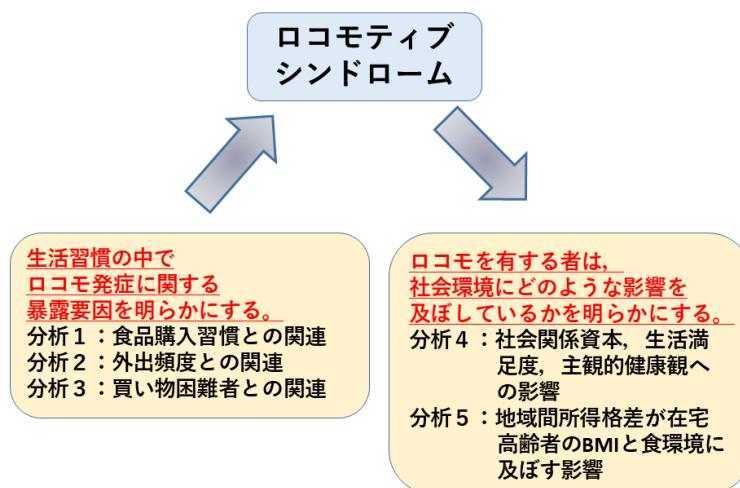 ロコモティブ
シンドローム
生活習慣の中で
ロコモ発症に関する
暴露要因を明らかにする。
分析１：食品購入習慣との関連
分析２：外出頻度との関連
分析３：買い物困難者との関連
ロコモを有する者は，
社会環境にどのような影響を
及ぼしているかを明らかにする。
分析４：社会関係資本，生活満
足度，主観的健康観へ
の影響
分析５：地域間所得格差が在宅
高齢者のBMIと食環境に
及ぼす影響